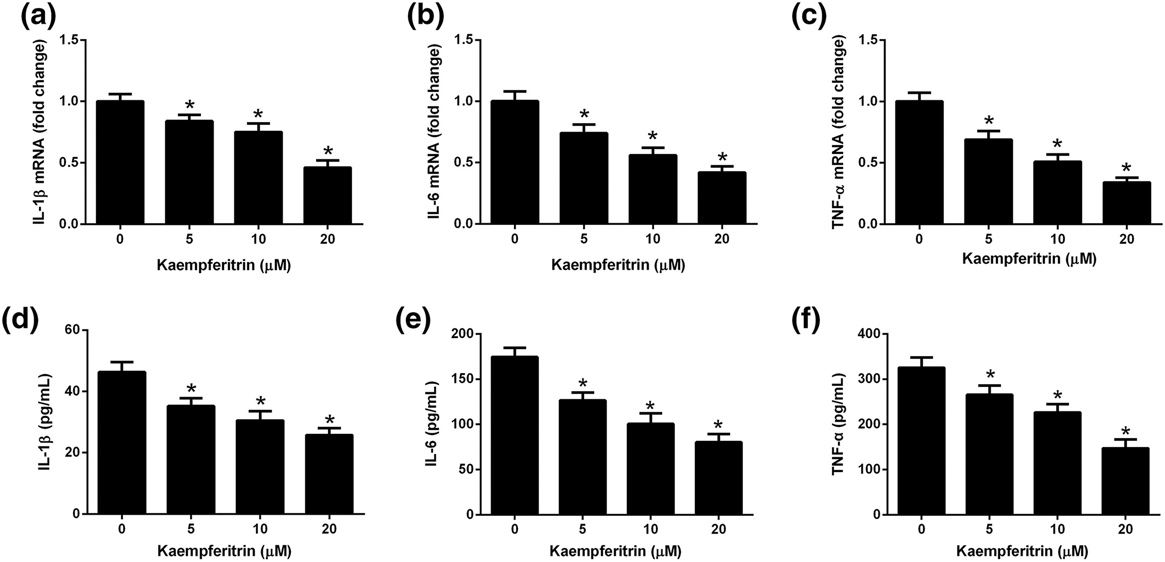 (a)
IL-1β mRNA (fold change)
1.5
1.0
0.5
0.0
0 5 10 20
Kaempferitrin (μM)
(b)
IL-6 mRNA (fold change)
1.5
1.0
0.5
0.0
0 5 10 20
Kaempferitrin (μM)
(c)
TNF-α mRNA (fold change)
1.5
1.0
0.5
0.0
0 5 10 20
Kaempferitrin (μM)
* * *
* * *
* * *
(d)
IL-1β (pg/mL)
60
40
20
0
0 5 10 20
Kaempferitrin (μM)
(e)
IL-6 (pg/mL)
200
150
100
50
0
0 5 10 20
Kaempferitrin (μM)
(f)
TNF-α (pg/mL)
400
300
200
300
0
0 5 10 20
Kaempferitrin (μM)
* * *
* * *
* * *